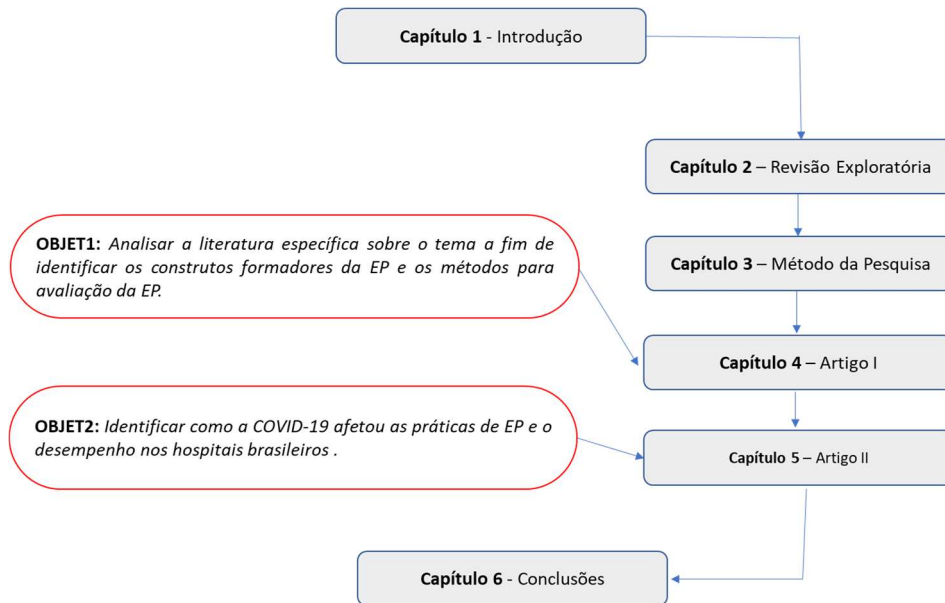 Capítulo 1 - Introdução
Capítulo 2 – Revisão Exploratória
OBJET1: Analisar a literatura específica sobre o tema a fim de
identificar os construtos formadores da EP e os métodos para
avaliação da EP.
Capítulo 3 – Método da Pesquisa
Capítulo 4 – Artigo I
OBJET2: Identificar como a COVID-19 afetou as práticas de EP e o
desempenho nos hospitais brasileiros .
Capítulo 5 – Artigo II
Capítulo 6 - Conclusões